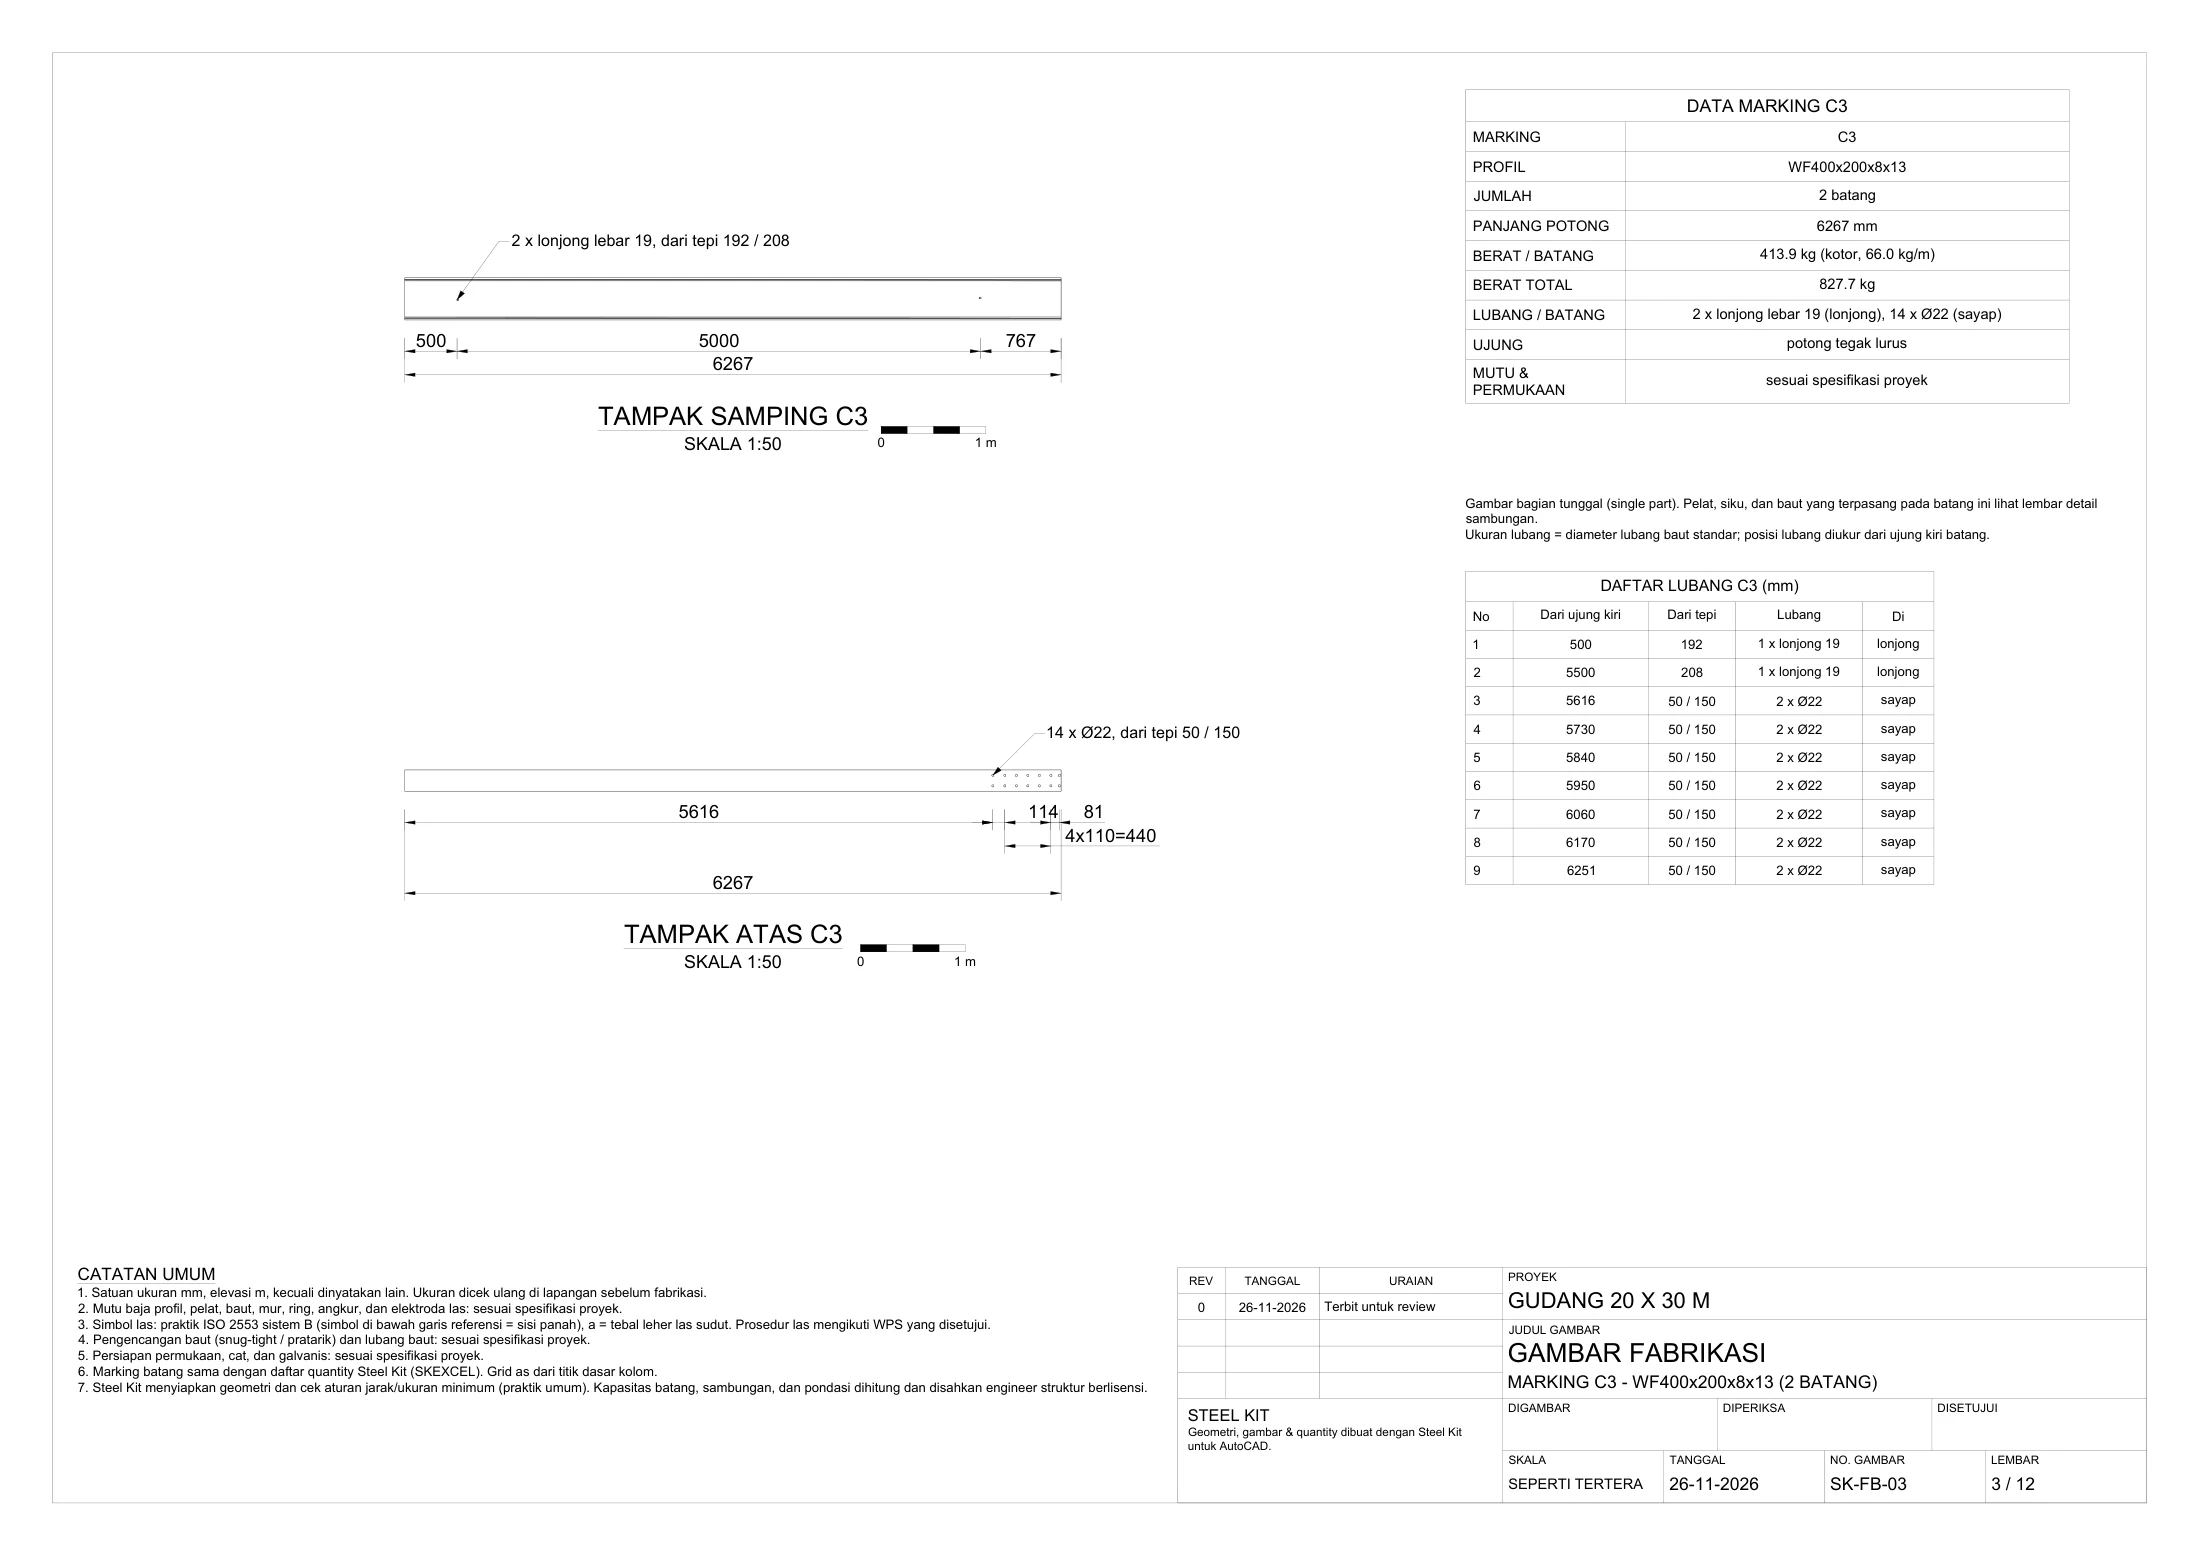 2 x lonjong lebar 19, dari tepi 192 / 208
500
5000
767
6267
TAMPAK SAMPING C3
SKALA 1:50
0
1 m
14 x Ø22, dari tepi 50 / 150
5616
114
81
4x110=440
6267
TAMPAK ATAS C3
SKALA 1:50
0
1 m
DATA MARKING C3
MARKING C3
PROFIL WF400x200x8x13
JUMLAH 2 batang
PANJANG POTONG 6267 mm
BERAT / BATANG 413.9 kg (kotor, 66.0 kg/m)
BERAT TOTAL 827.7 kg
LUBANG / BATANG 2 x lonjong lebar 19 (lonjong), 14 x Ø22 (sayap)
UJUNG potong tegak lurus
MUTU &
PERMUKAAN
sesuai spesifikasi proyek
Gambar bagian tunggal (single part). Pelat, siku, dan baut yang terpasang pada batang ini lihat lembar detail
sambungan.
Ukuran lubang = diameter lubang baut standar; posisi lubang diukur dari ujung kiri batang.
DAFTAR LUBANG C3 (mm)
No Dari ujung kiri Dari tepi Lubang Di
1 500 192 1 x lonjong 19 lonjong
2 5500 208 1 x lonjong 19 lonjong
3 5616 50 / 150 2 x Ø22 sayap
4 5730 50 / 150 2 x Ø22 sayap
5 5840 50 / 150 2 x Ø22 sayap
6 5950 50 / 150 2 x Ø22 sayap
7 6060 50 / 150 2 x Ø22 sayap
8 6170 50 / 150 2 x Ø22 sayap
9 6251 50 / 150 2 x Ø22 sayap
CATATAN UMUM
1. Satuan ukuran mm, elevasi m, kecuali dinyatakan lain. Ukuran dicek ulang di lapangan sebelum fabrikasi.
2. Mutu baja profil, pelat, baut, mur, ring, angkur, dan elektroda las: sesuai spesifikasi proyek.
3. Simbol las: praktik ISO 2553 sistem B (simbol di bawah garis referensi = sisi panah), a = tebal leher las sudut. Prosedur las mengikuti WPS yang disetujui.
4. Pengencangan baut (snug-tight / pratarik) dan lubang baut: sesuai spesifikasi proyek.
5. Persiapan permukaan, cat, dan galvanis: sesuai spesifikasi proyek.
6. Marking batang sama dengan daftar quantity Steel Kit (SKEXCEL). Grid as dari titik dasar kolom.
7. Steel Kit menyiapkan geometri dan cek aturan jarak/ukuran minimum (praktik umum). Kapasitas batang, sambungan, dan pondasi dihitung dan disahkan engineer struktur berlisensi.
REV TANGGAL URAIAN
0 26-11-2026 Terbit untuk review
STEEL KIT
Geometri, gambar & quantity dibuat dengan Steel Kit
untuk AutoCAD.
PROYEK
GUDANG 20 X 30 M
JUDUL GAMBAR
GAMBAR FABRIKASI
MARKING C3 - WF400x200x8x13 (2 BATANG)
DIGAMBAR DIPERIKSA DISETUJUI
SKALA TANGGAL NO. GAMBAR LEMBAR
SEPERTI TERTERA 26-11-2026 SK-FB-03 3 / 12